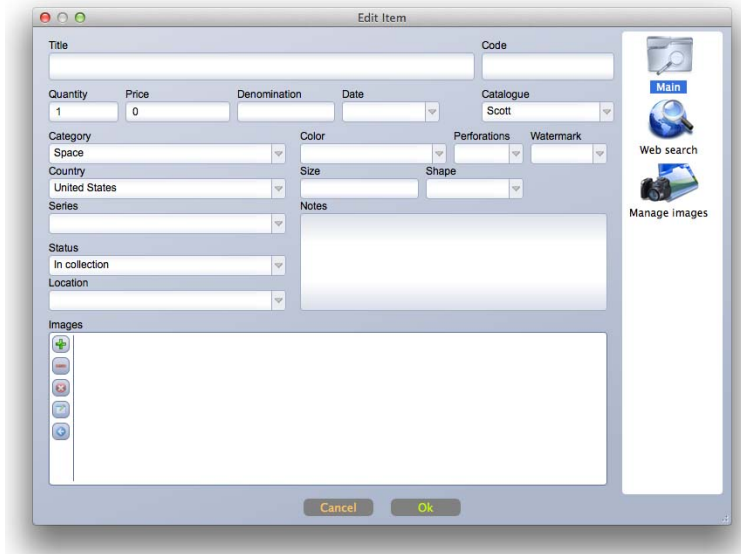 Edit Item
Title Code
Quantity Price Denomination Date Catalogue
1 0 Scott
Category Color Perforations Watermark
Space
Country Size Shape
United States
Series Notes
Status
In collection
Location
Images
Cancel Ok
Main
Web search
Manage images